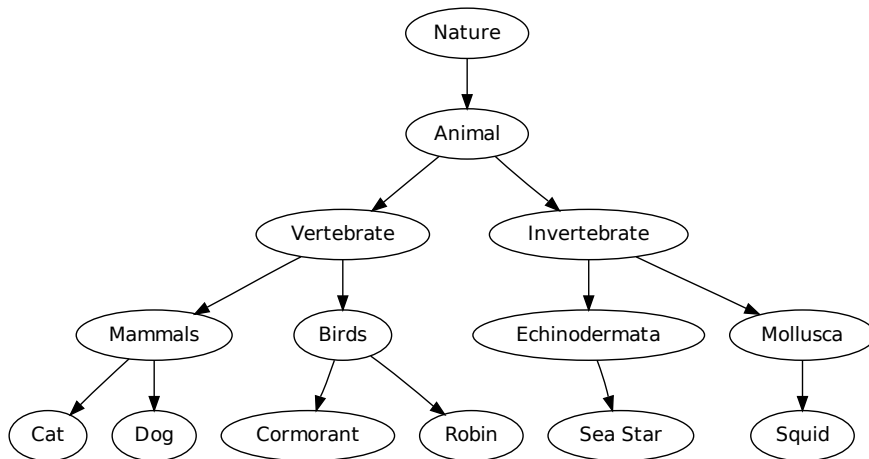 Nature
Animal
Vertebrate
Invertebrate
Mammals
Birds
Echinodermata
Mollusca
Cat
Dog
Cormorant
Robin
Sea Star
Squid